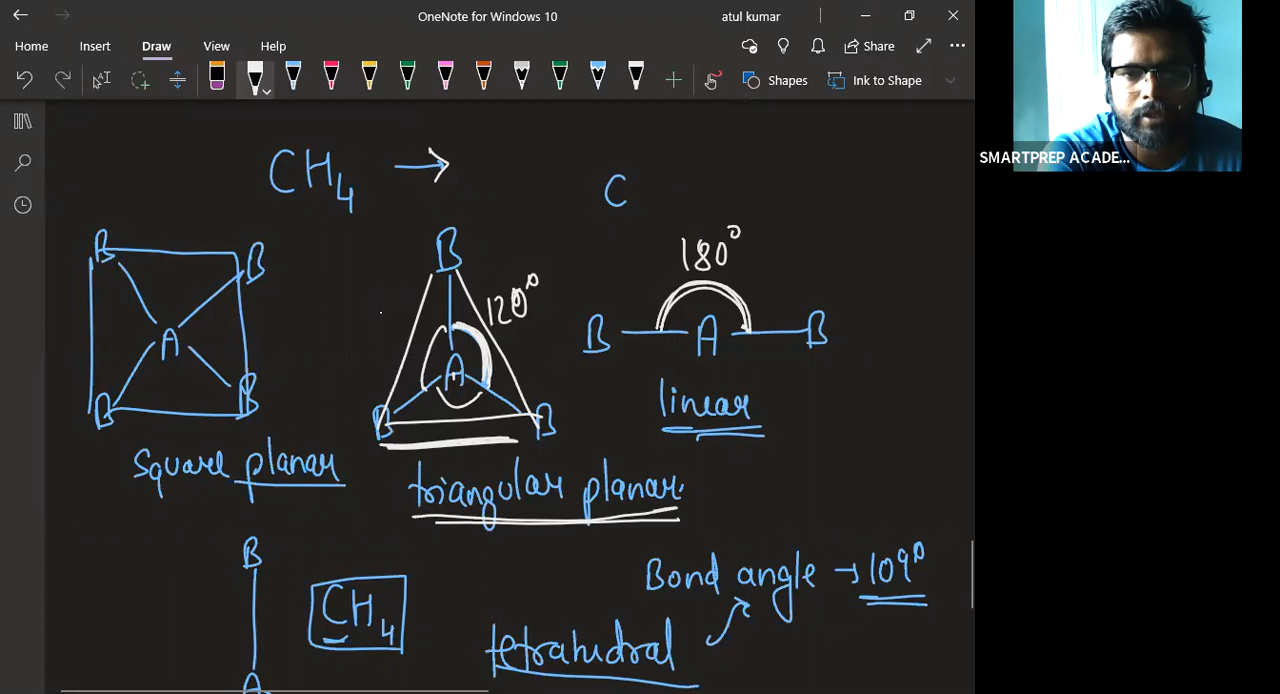 OneNote for Windows 10
atul kumar
Home Insert Draw View Help
Share
Shapes
Ink to Shape
SMARTPREP ACADE...
CH4 →
C
B B A B B
square planar
B 120° A B B
triangular planar
180°
B A B
linear
B
A
CH4
Bond angle → 109°
tetrahedral